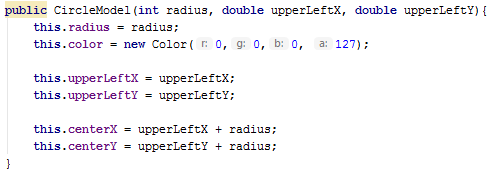 public CircleModel(int radius, double upperLeftX, double upperLeftY){
this.radius = radius;
this.color = new Color( r: 0, g: 0, b: 0, a: 127);
this.upperLeftX = upperLeftX;
this.upperLeftY = upperLeftY;
this.centerX = upperLeftX + radius;
this.centerY = upperLeftY + radius;
}